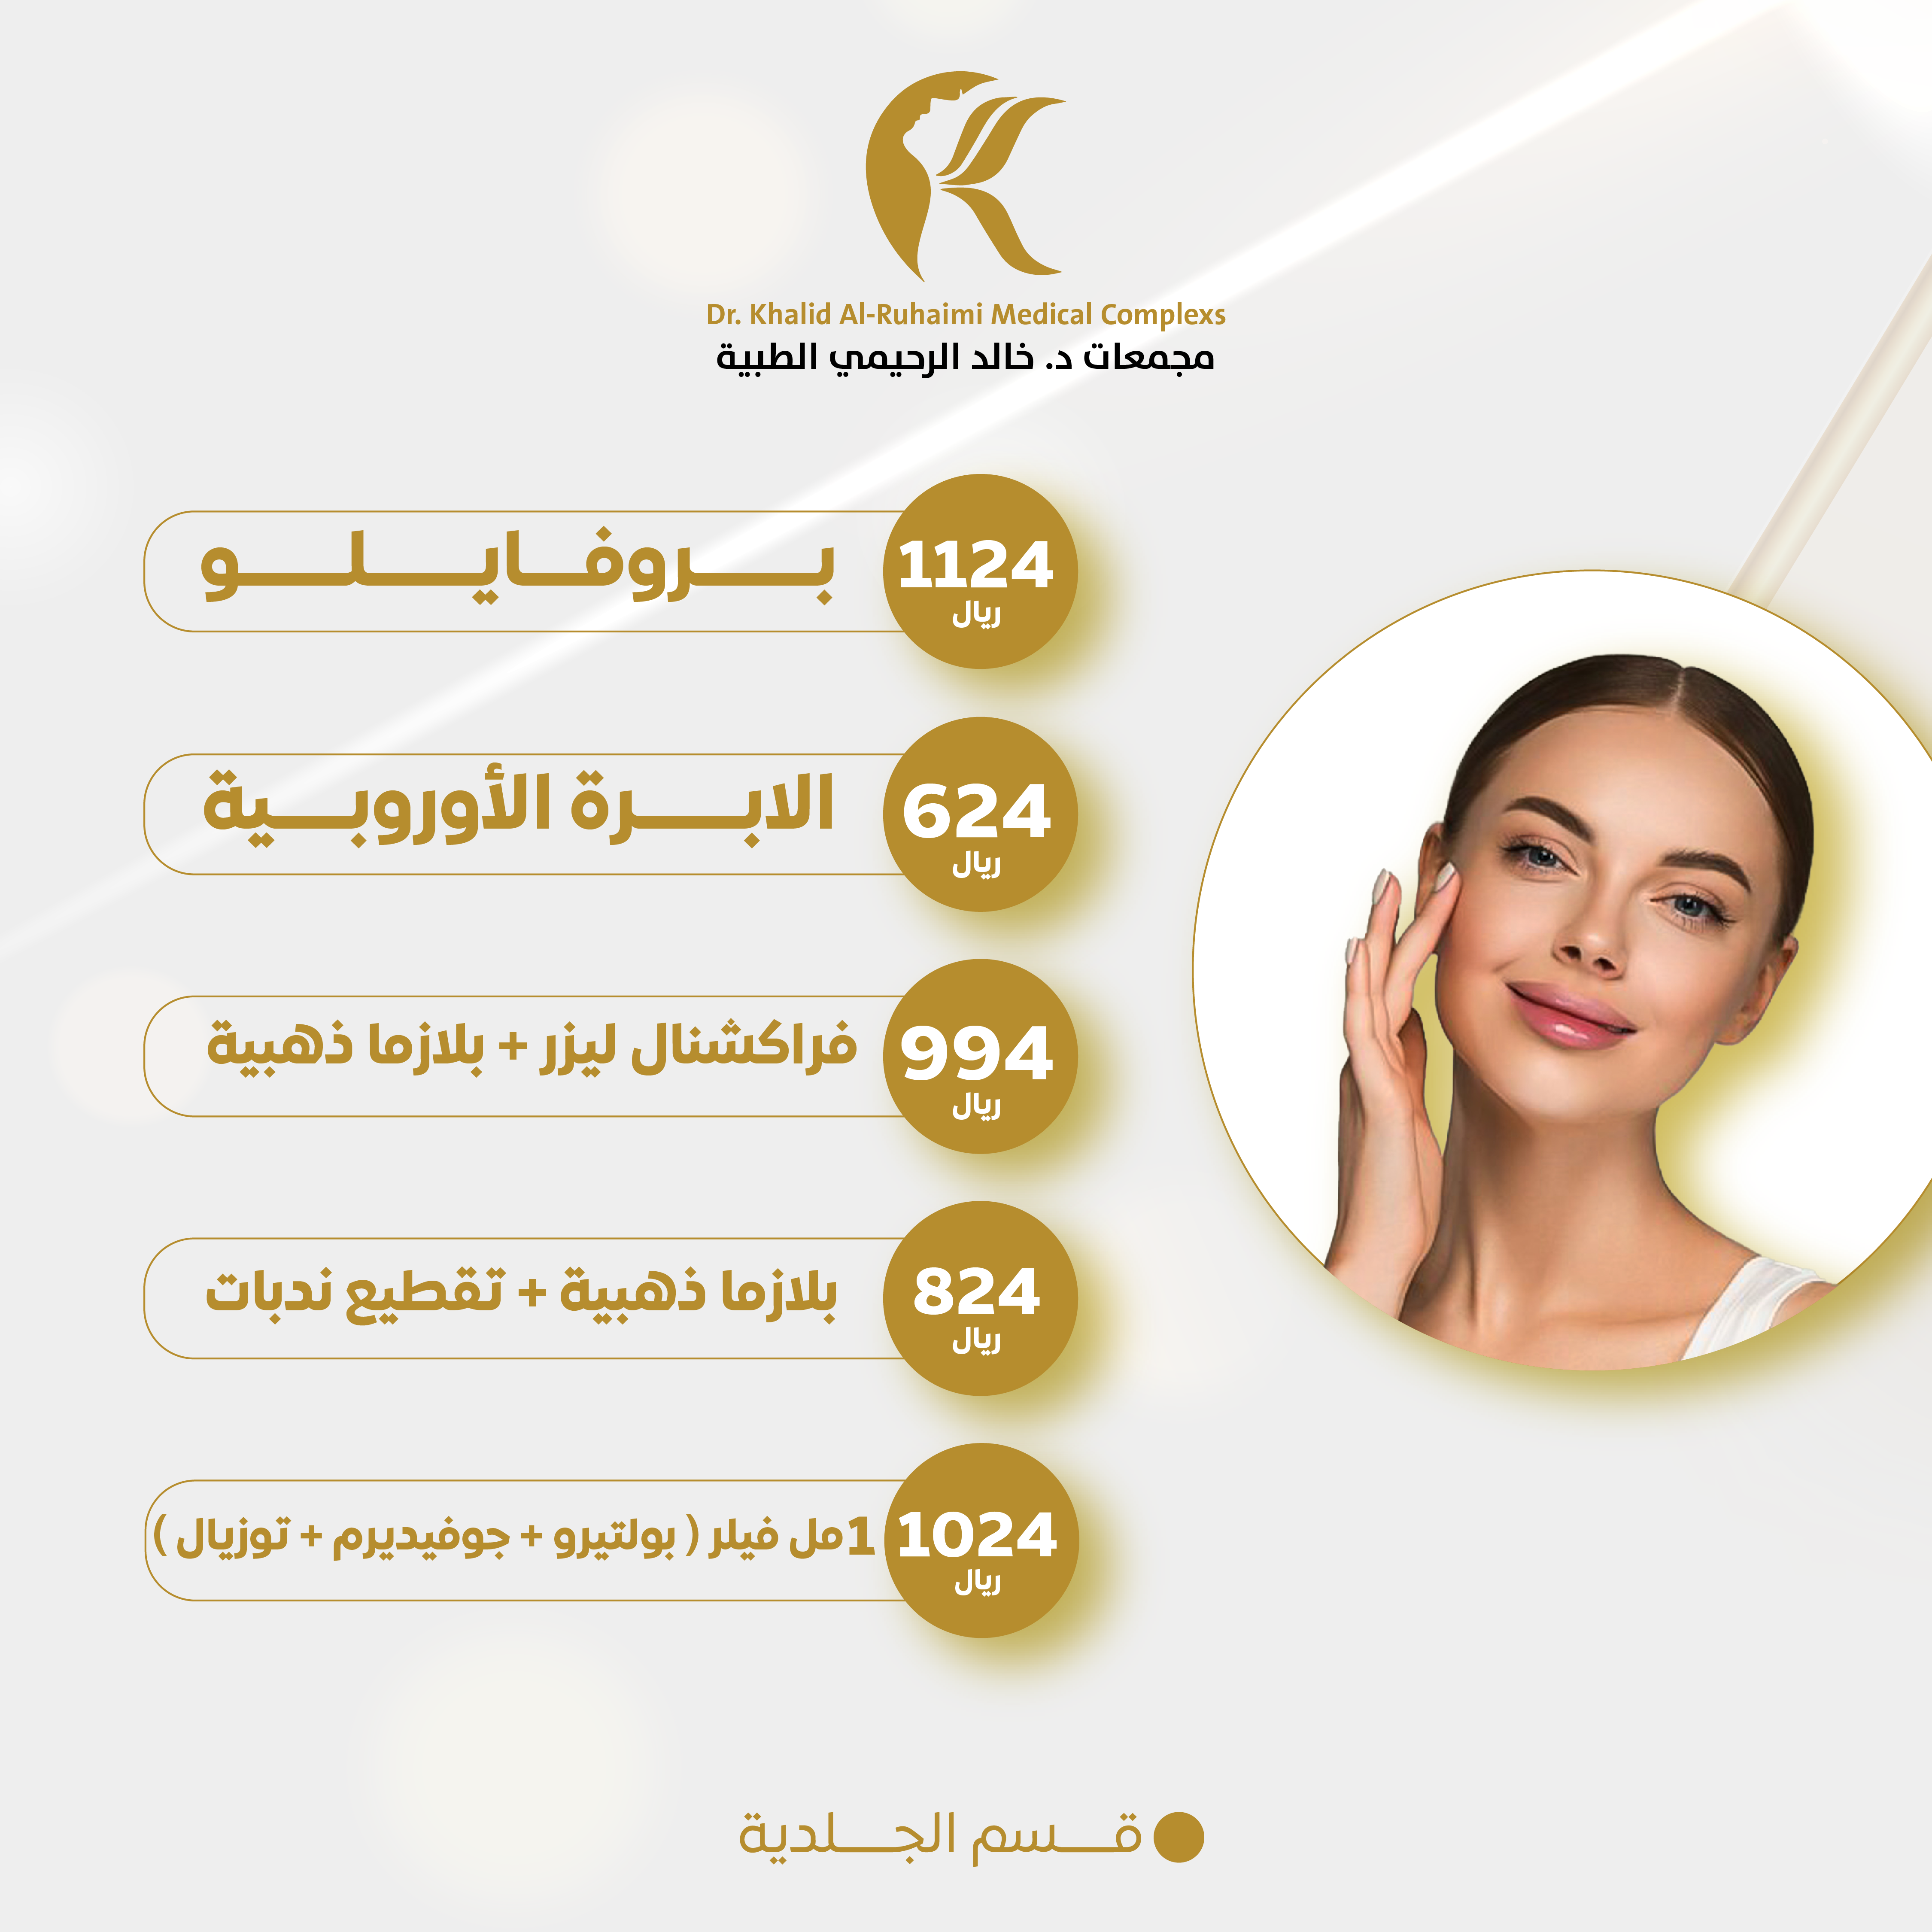 Dr. Khalid Al-Ruhaimi Medical Complexs
مجمعات د. خالد الرحيمي الطبية
1124
ريال
بـــروفـــايـــلـــو
624
ريال
الابـــرة الأوروبـــية
994
ريال
فراكشنال ليزر + بلازما ذهبية
824
ريال
بلازما ذهبية + تقطيع ندبات
1024
ريال
1مل فيلر ( بولتيرو + جوفيديرم + توزيال )
قـــسم الجـــلدية